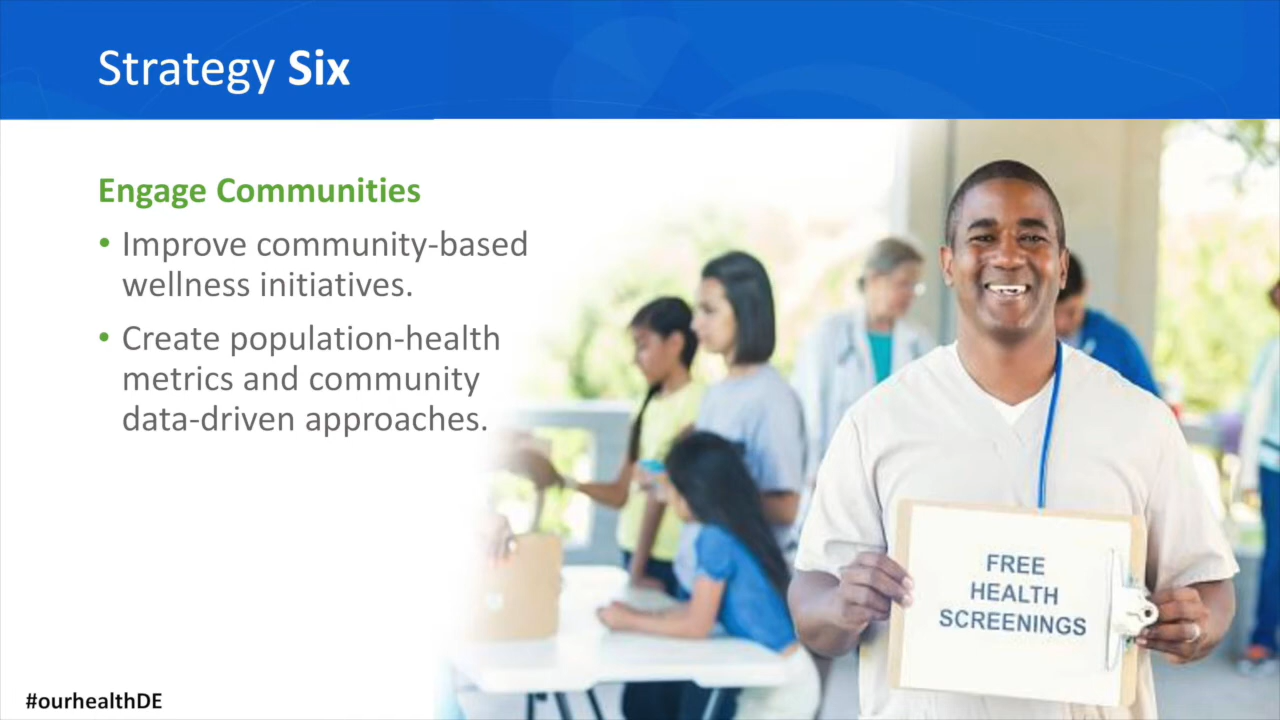 Strategy Six
Engage Communities
• Improve community-based
wellness initiatives.
• Create population-health
metrics and community
data-driven approaches.
FREE
HEALTH
SCREENINGS
#ourhealthDE